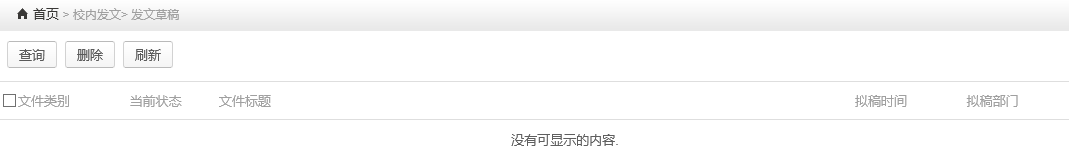 首页 > 校内发文> 发文草稿
查询 删除 刷新
文件类别 当前状态 文件标题 拟稿时间 拟稿部门
没有可显示的内容.